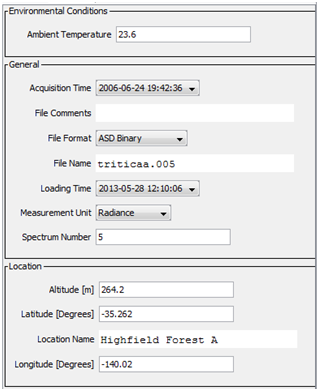 Environmental Conditions
Ambient Temperature 23.6
General
Acquisition Time 2006-06-24 19:42:36
File Comments
File Format ASD Binary
File Name triticaa.005
Loading Time 2013-05-28 12:10:06
Measurement Unit Radiance
Spectrum Number 5
Location
Altitude [m] 264.2
Latitude [Degrees] -35.262
Location Name Highfield Forest A
Longitude [Degrees] -140.02